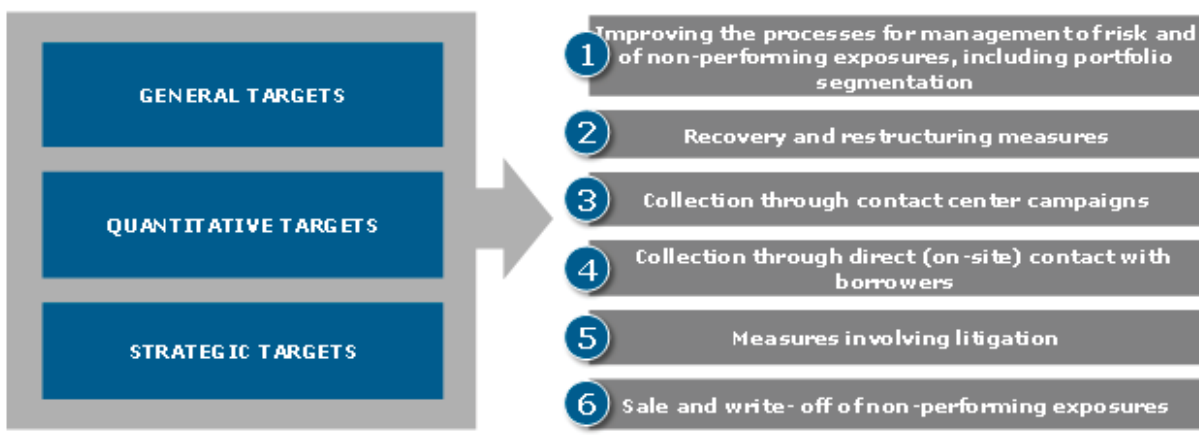 GENERAL TARGETS
QUANTITATIVE TARGETS
STRATEGIC TARGETS
1
Improving the processes for management of risk and
of non-performing exposures, including portfolio
segmentation
2
Recovery and restructuring measures
3
Collection through contact center campaigns
4
Collection through direct (on-site) contact with
borrowers
5
Measures involving litigation
6
Sale and write- off of non-performing exposures